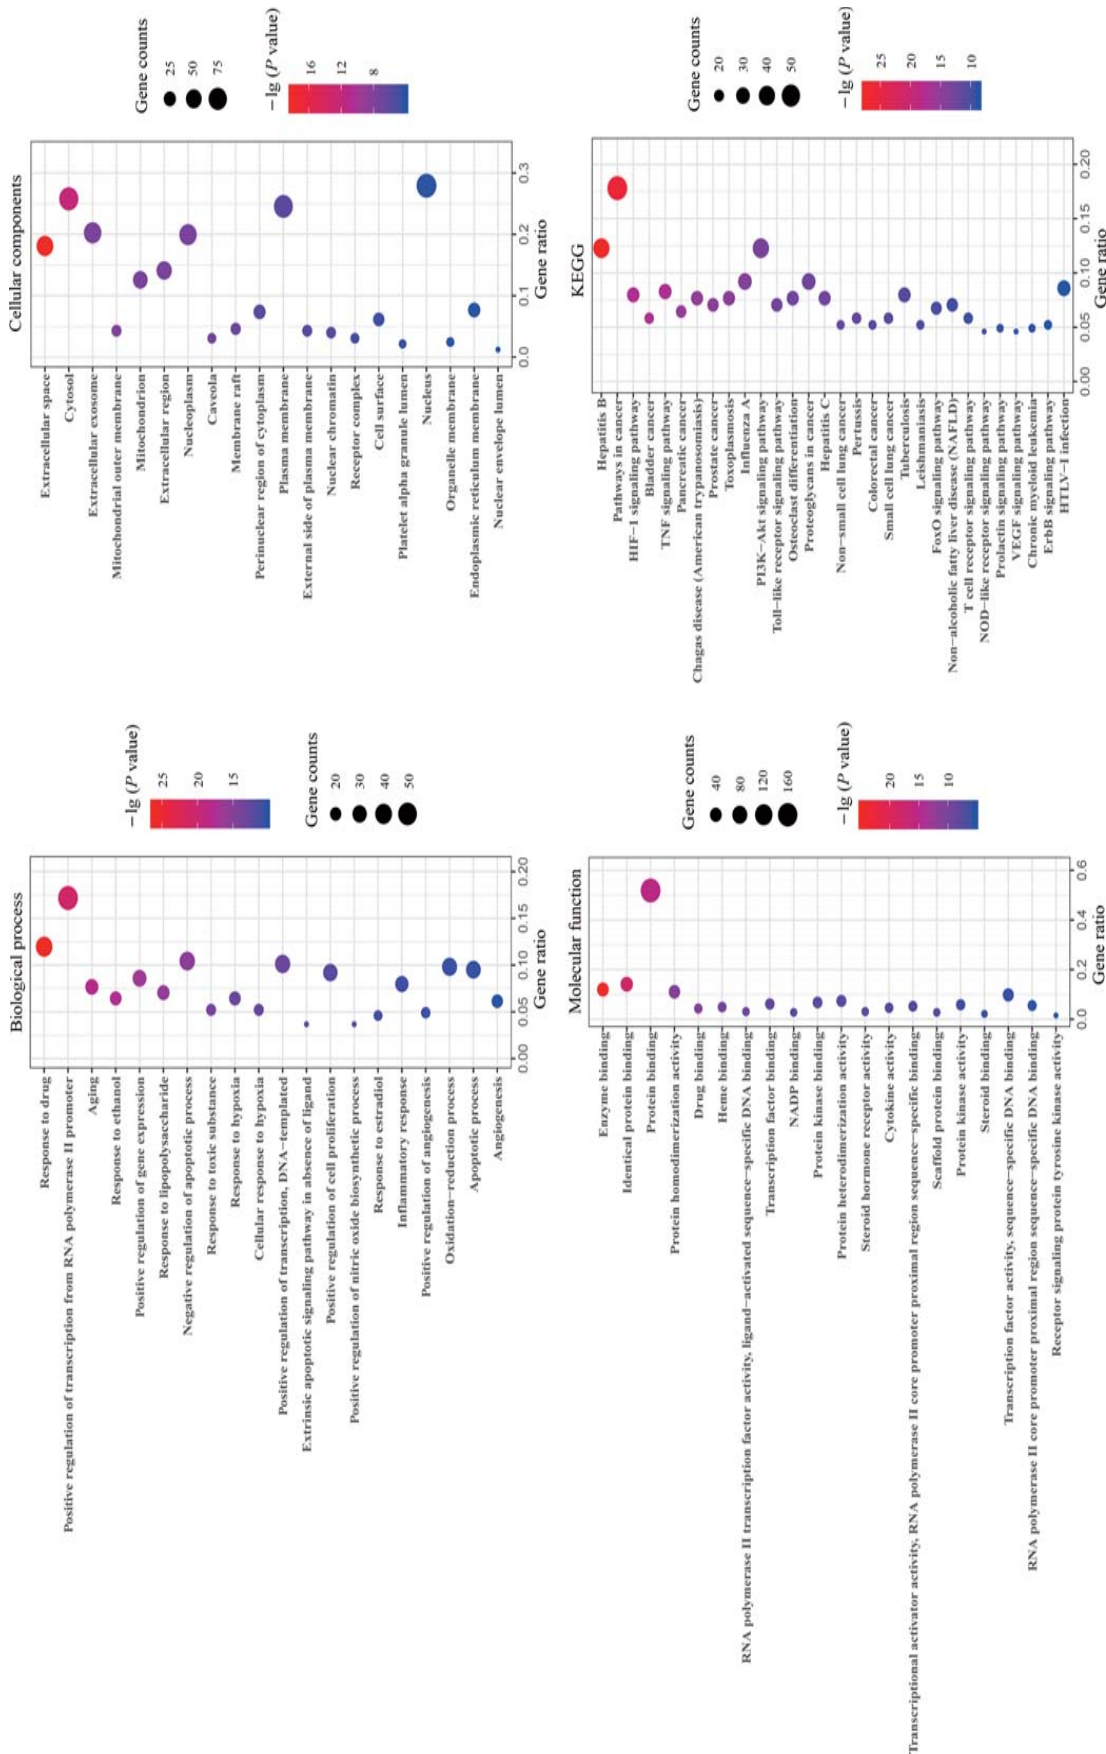 Biological process
Response to drug
Positive regulation of transcription from RNA polymerase II promoter
Aging
Response to ethanol
Positive regulation of gene expression
Response to lipopolysaccharide
Negative regulation of apoptotic process
Response to toxic substance
Response to hypoxia
Cellular response to hypoxia
Positive regulation of transcription, DNA−templated
Extrinsic apoptotic signaling pathway in absence of ligand
Positive regulation of cell proliferation
Positive regulation of nitric oxide biosynthetic process
Response to estradiol
Inflammatory response
Positive regulation of angiogenesis
Oxidation−reduction process
Apoptotic process
Angiogenesis
0.00 0.05 0.10 0.15 0.20
Gene ratio
−lg (P value)
25
20
15
Gene counts
20
30
40
50
Cellular components
Extracellular space
Cytosol
Extracellular exosome
Mitochondrial outer membrane
Mitochondrion
Extracellular region
Nucleoplasm
Caveola
Membrane raft
Perinuclear region of cytoplasm
Plasma membrane
External side of plasma membrane
Nuclear chromatin
Receptor complex
Cell surface
Platelet alpha granule lumen
Nucleus
Organelle membrane
Endoplasmic reticulum membrane
Nuclear envelope lumen
0.0 0.1 0.2 0.3
Gene ratio
Gene counts
25
50
75
−lg (P value)
16
12
8
Molecular function
Enzyme binding
Identical protein binding
Protein binding
Protein homodimerization activity
Drug binding
Heme binding
RNA polymerase II transcription factor activity, ligand−activated sequence−specific DNA binding
Transcription factor binding
NADP binding
Protein kinase binding
Protein heterodimerization activity
Steroid hormone receptor activity
Cytokine activity
Transcriptional activator activity, RNA polymerase II core promoter proximal region sequence−specific binding
Scaffold protein binding
Protein kinase activity
Steroid binding
Transcription factor activity, sequence−specific DNA binding
RNA polymerase II core promoter proximal region sequence−specific DNA binding
Receptor signaling protein tyrosine kinase activity
0.0 0.2 0.4 0.6
Gene ratio
Gene counts
40
80
120
160
−lg (P value)
20
15
10
KEGG
Hepatitis B
Pathways in cancer
HIF−1 signaling pathway
Bladder cancer
TNF signaling pathway
Pancreatic cancer
Chagas disease (American trypanosomiasis)
Prostate cancer
Toxoplasmosis
Influenza A
PI3K−Akt signaling pathway
Toll−like receptor signaling pathway
Osteoclast differentiation
Proteoglycans in cancer
Hepatitis C
Non−small cell lung cancer
Pertussis
Colorectal cancer
Small cell lung cancer
Tuberculosis
Leishmaniasis
FoxO signaling pathway
Non−alcoholic fatty liver disease (NAFLD)
T cell receptor signaling pathway
NOD−like receptor signaling pathway
Prolactin signaling pathway
VEGF signaling pathway
Chronic myeloid leukemia
ErbB signaling pathway
HTLV−I infection
0.00 0.05 0.10 0.15 0.20
Gene ratio
Gene counts
20
30
40
50
−lg (P value)
25
20
15
10